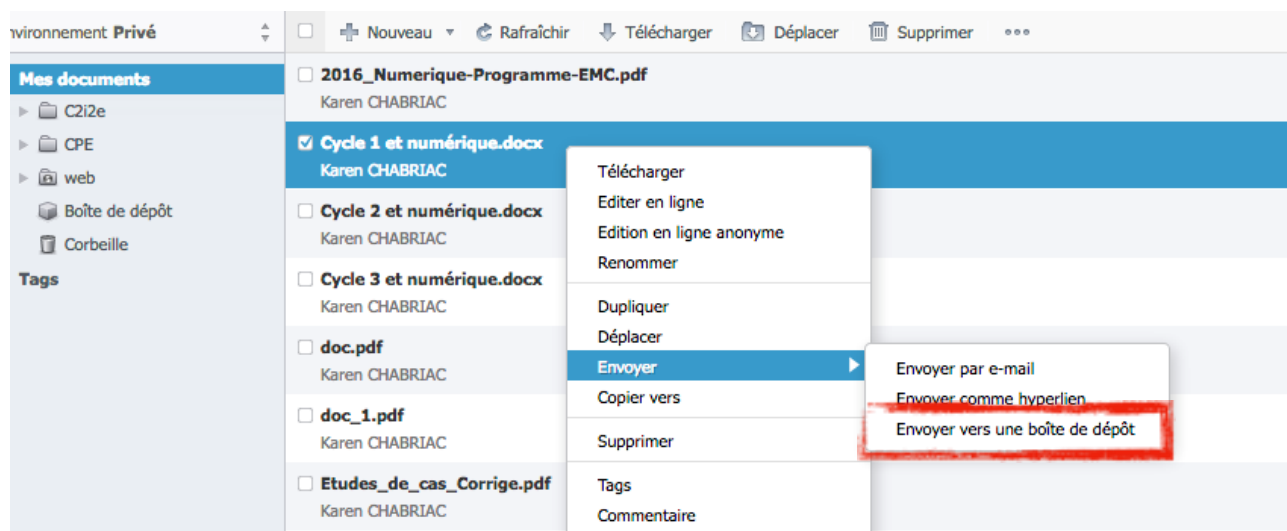 nvironnement Privé
Nouveau Rafraîchir Télécharger Déplacer Supprimer
Mes documents
C2i2e
CPE
web
Boîte de dépôt
Corbeille
Tags
2016_Numerique-Programme-EMC.pdf
Karen CHABRIAC
Cycle 1 et numérique.docx
Karen CHABRIAC
Cycle 2 et numérique.docx
Karen CHABRIAC
Cycle 3 et numérique.docx
Karen CHABRIAC
doc.pdf
Karen CHABRIAC
doc_1.pdf
Karen CHABRIAC
Etudes_de_cas_Corrige.pdf
Karen CHABRIAC
Télécharger
Editer en ligne
Edition en ligne anonyme
Renommer
Dupliquer
Déplacer
Envoyer
Copier vers
Supprimer
Tags
Commentaire
Envoyer par e-mail
Envoyer comme hyperlien
Envoyer vers une boîte de dépôt